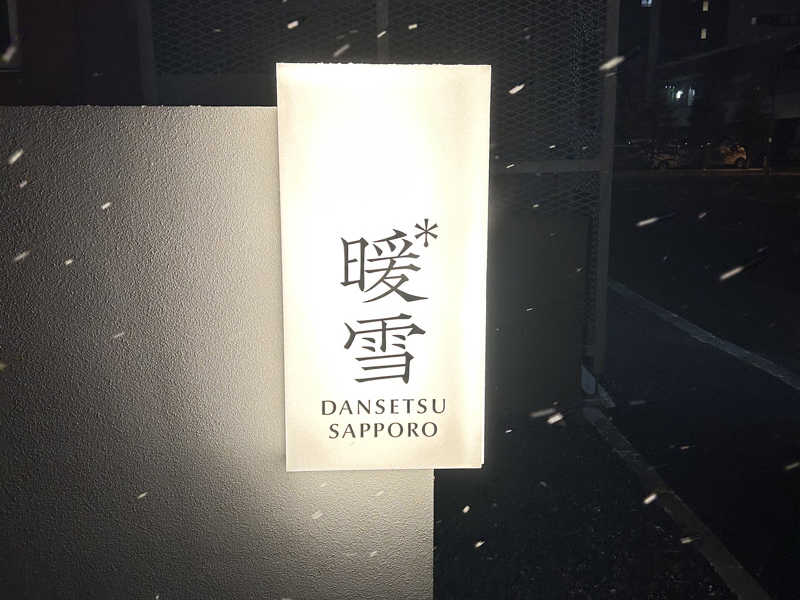 暖*
雪
DANSETSU
SAPPORO